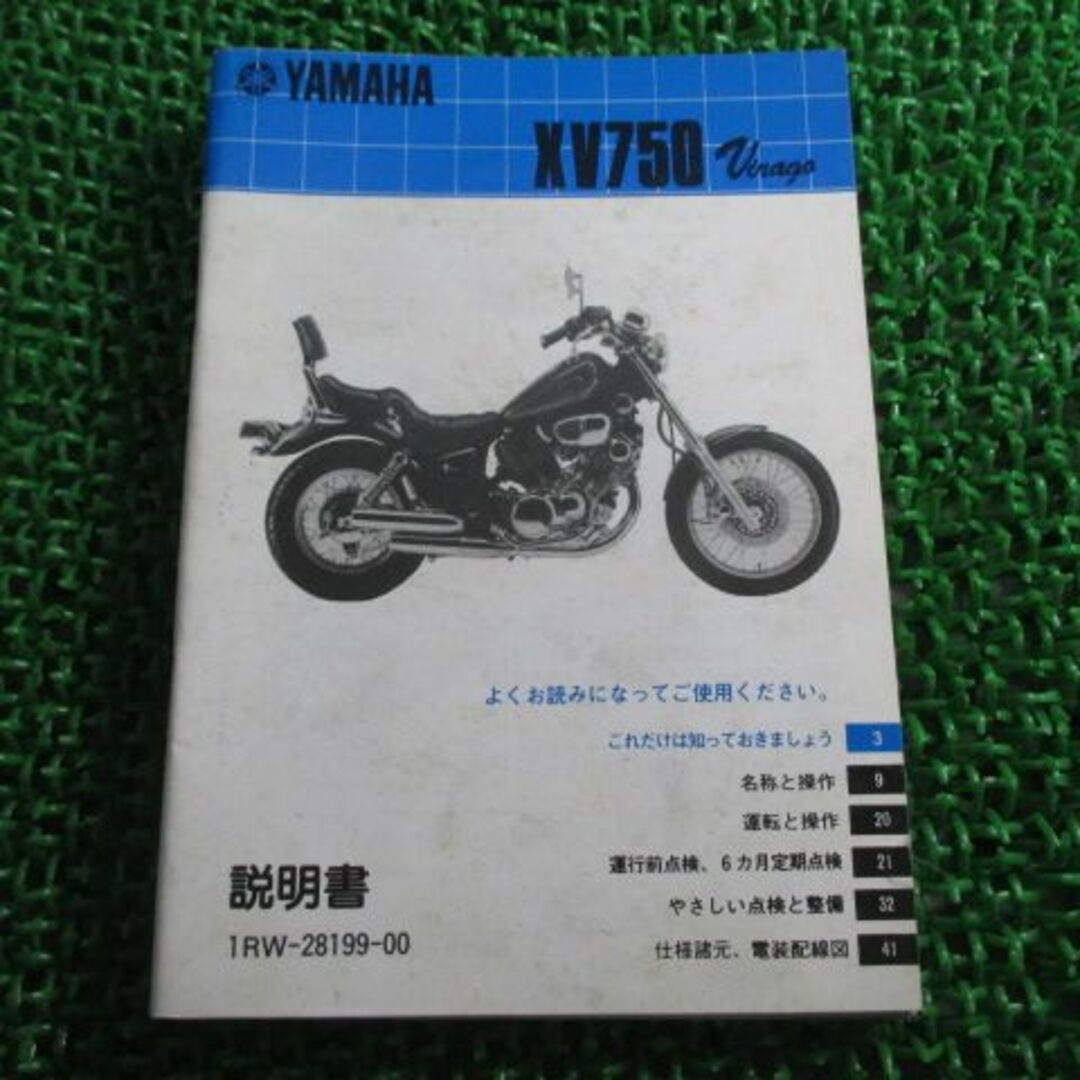 YAMAHA
XV750 Virago
よくお読みになってご使用ください。
これだけは知っておきましょう 3
名称と操作 9
運転と操作 20
運行前点検、6カ月定期点検 21
やさしい点検と整備 32
仕様諸元、電装配線図 41
説明書
1RW-28199-00